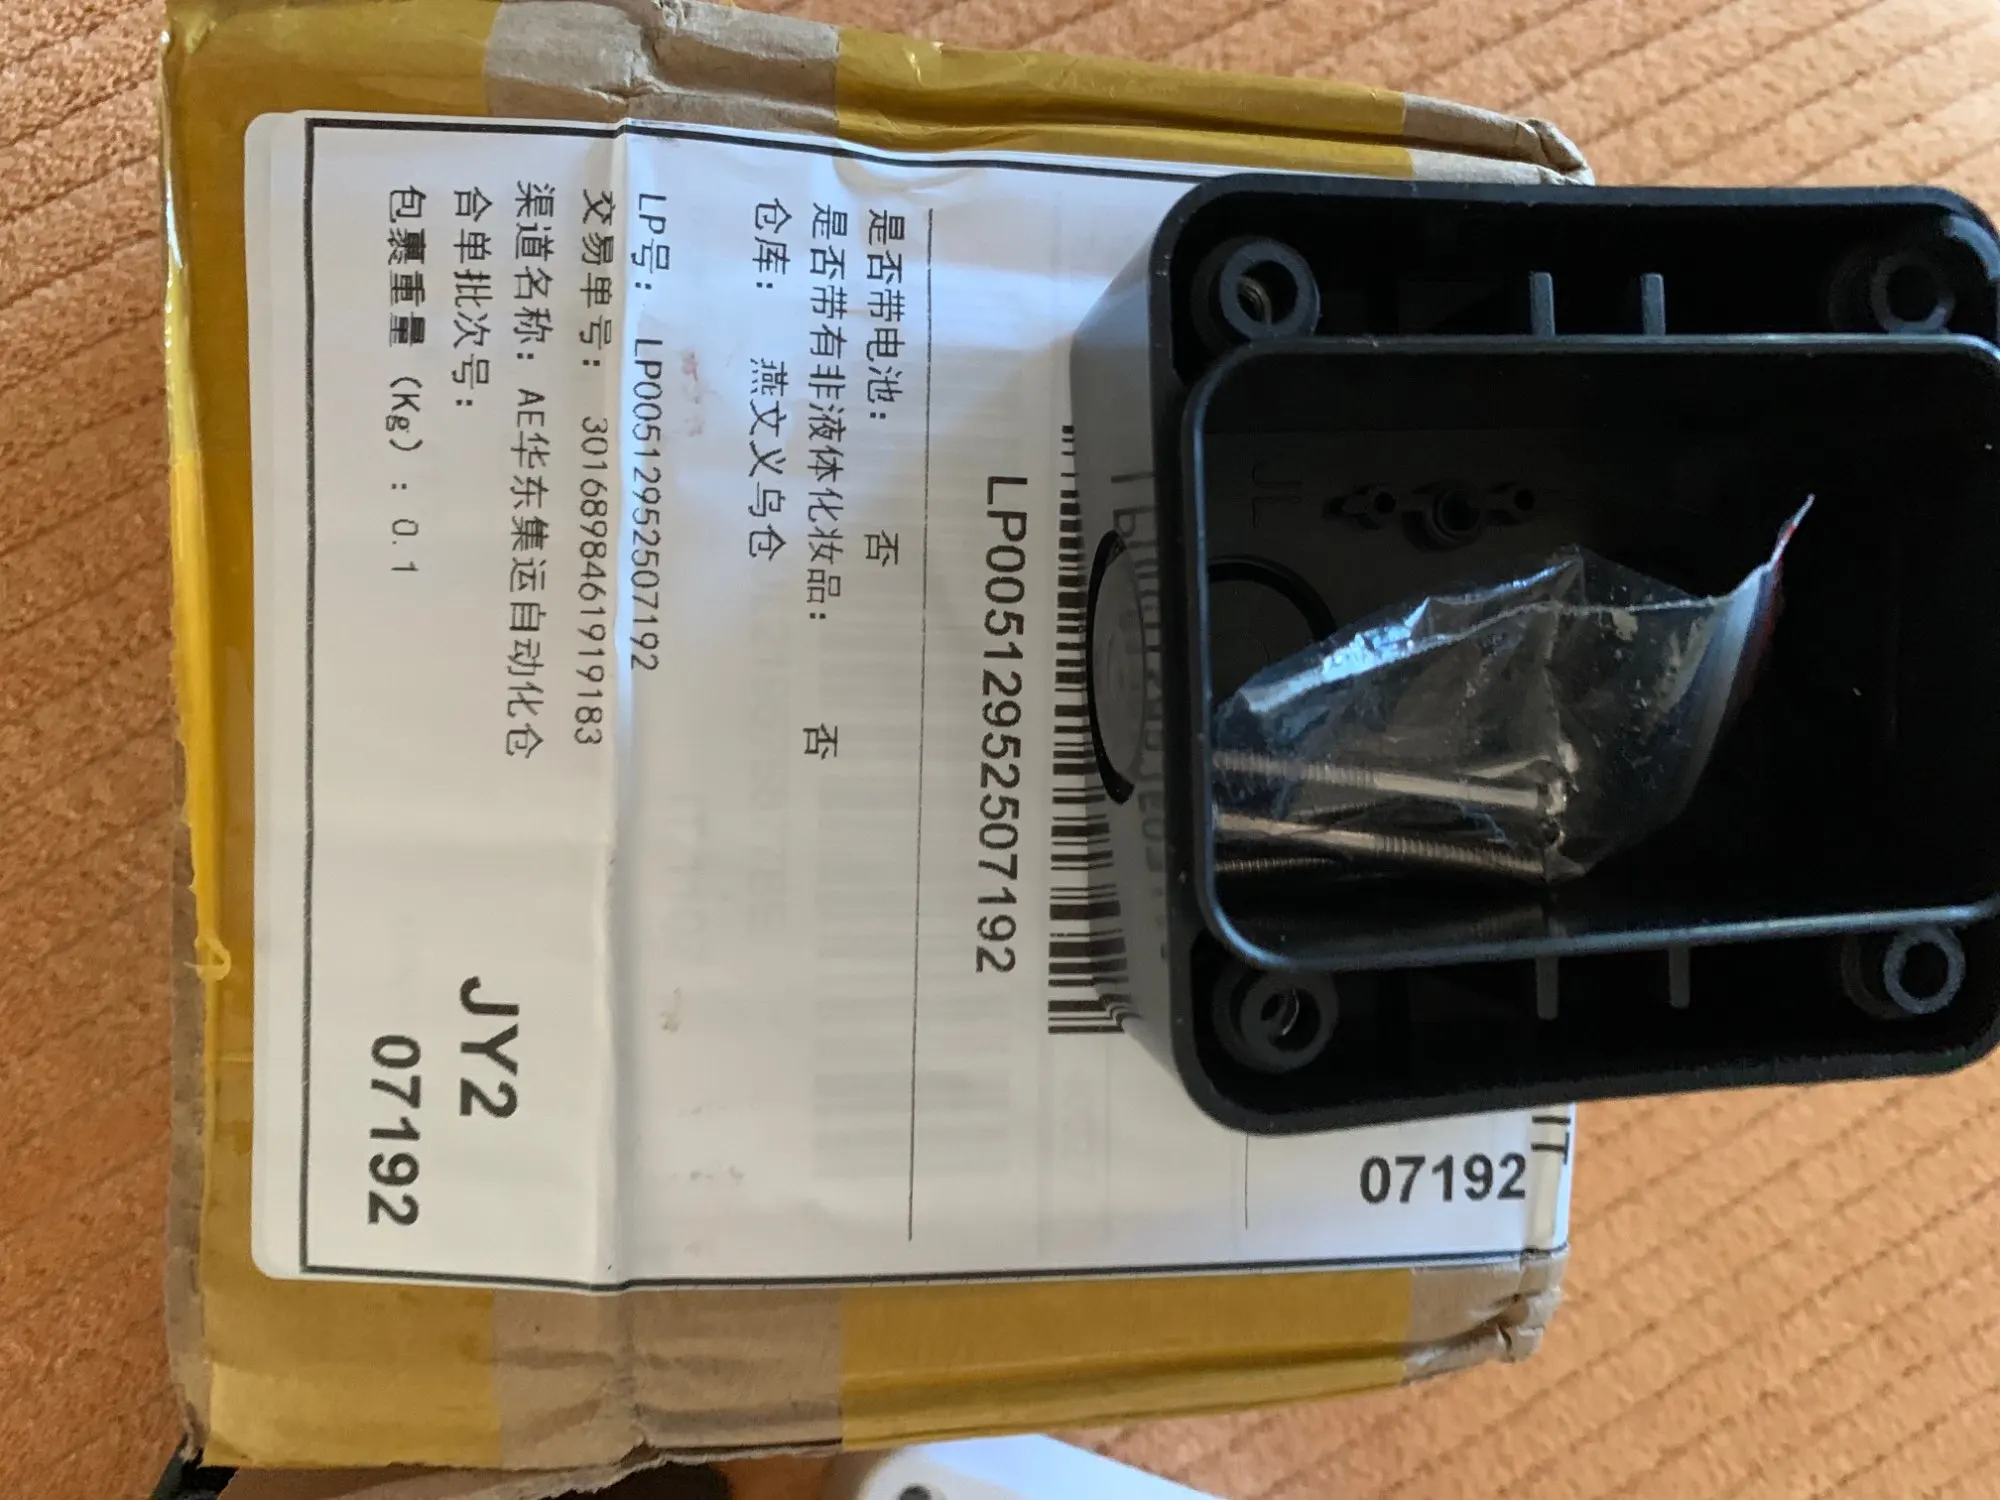 IT
07192
LP00512952507192
是否带电池： 否
是否带有非液体化妆品： 否
仓库： 燕文义乌仓
LP号： LP00512952507192
交易单号： 3016898461919183
渠道名称：AE华东集运自动化仓
合单批次号：
JY2
包裹重量（Kg）：0.1
07192
JL